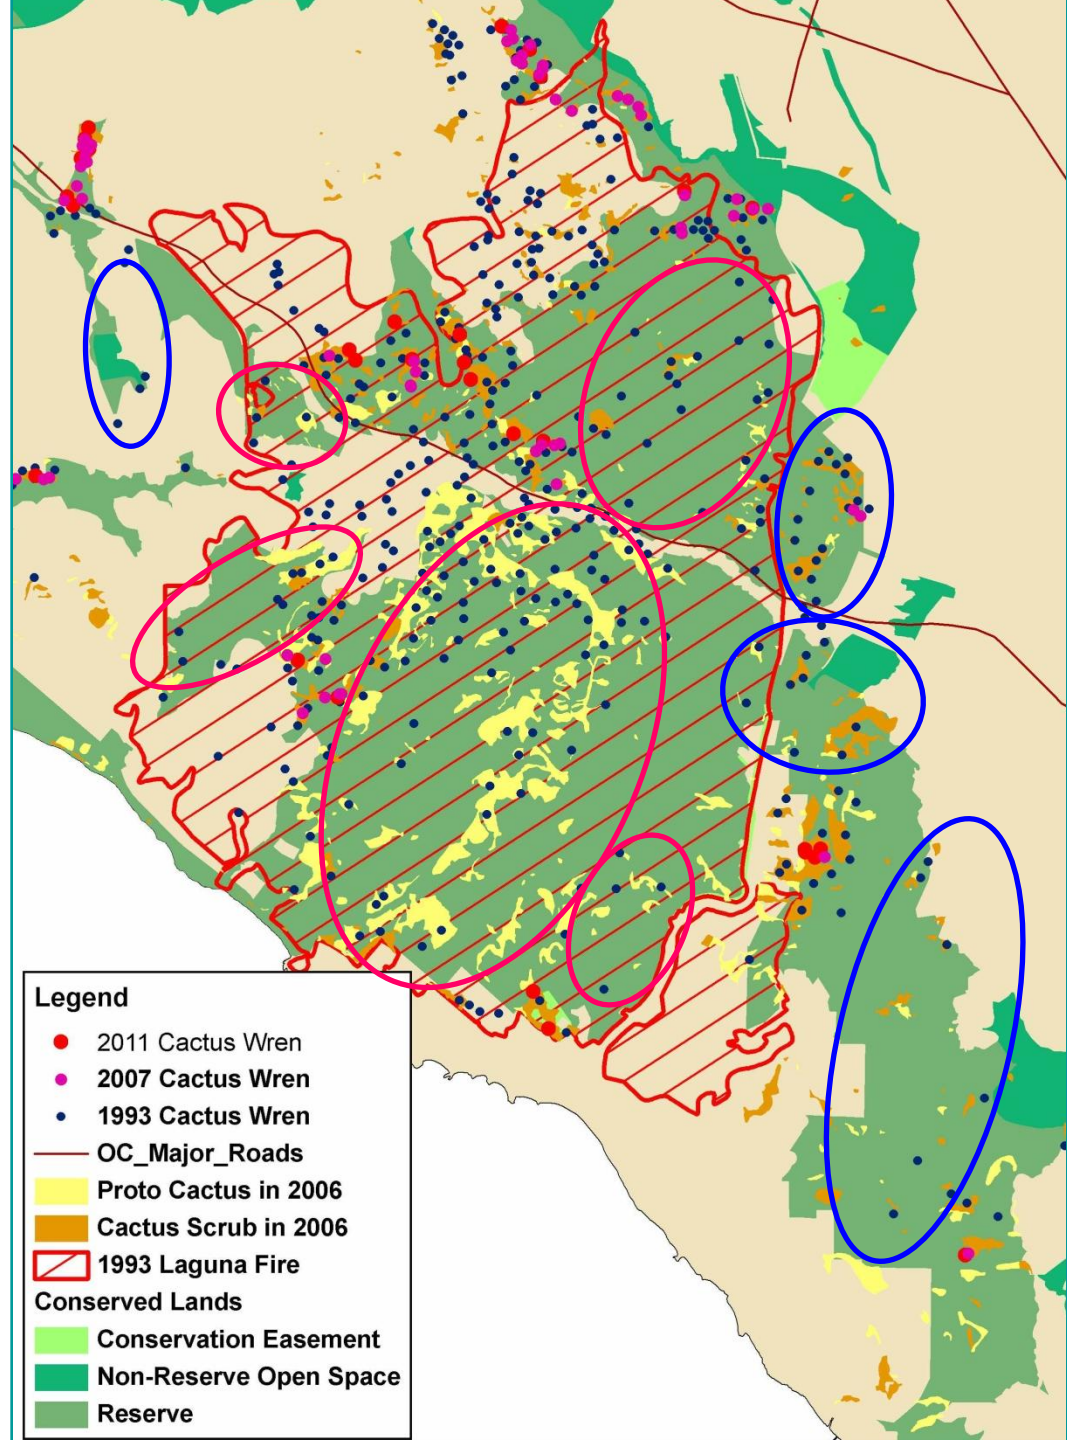 Legend
2011 Cactus Wren
2007 Cactus Wren
1993 Cactus Wren
OC_Major_Roads
Proto Cactus in 2006
Cactus Scrub in 2006
1993 Laguna Fire
Conserved Lands
Conservation Easement
Non-Reserve Open Space
Reserve